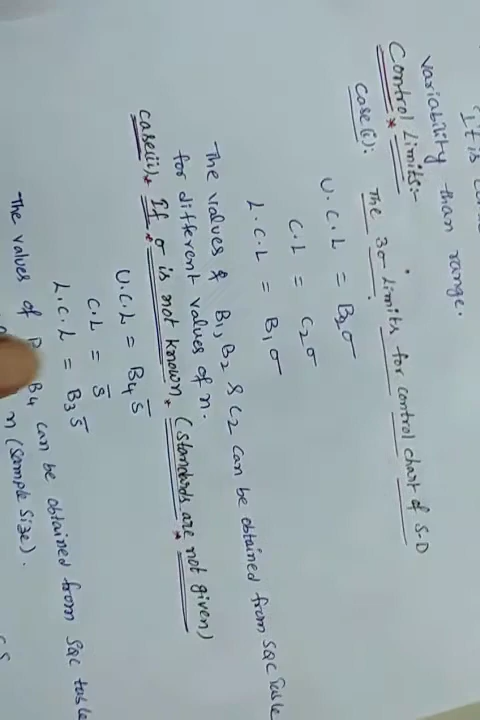 It is
variability than range.
Control Limits:-
Case(i): The 3σ Limits for control chart of S.D
U.C.L = B2σ
C.L = C2σ
L.C.L = B1σ
The values of B1, B2 & C2 can be obtained from SQC table
for different values of n.
case(ii) If σ is not known. (Standards are not given)
U.C.L = B4 s̄
C.L = s̄
L.C.L = B3 s̄
The values of B4 can be obtained from SQC table
n (Sample Size).